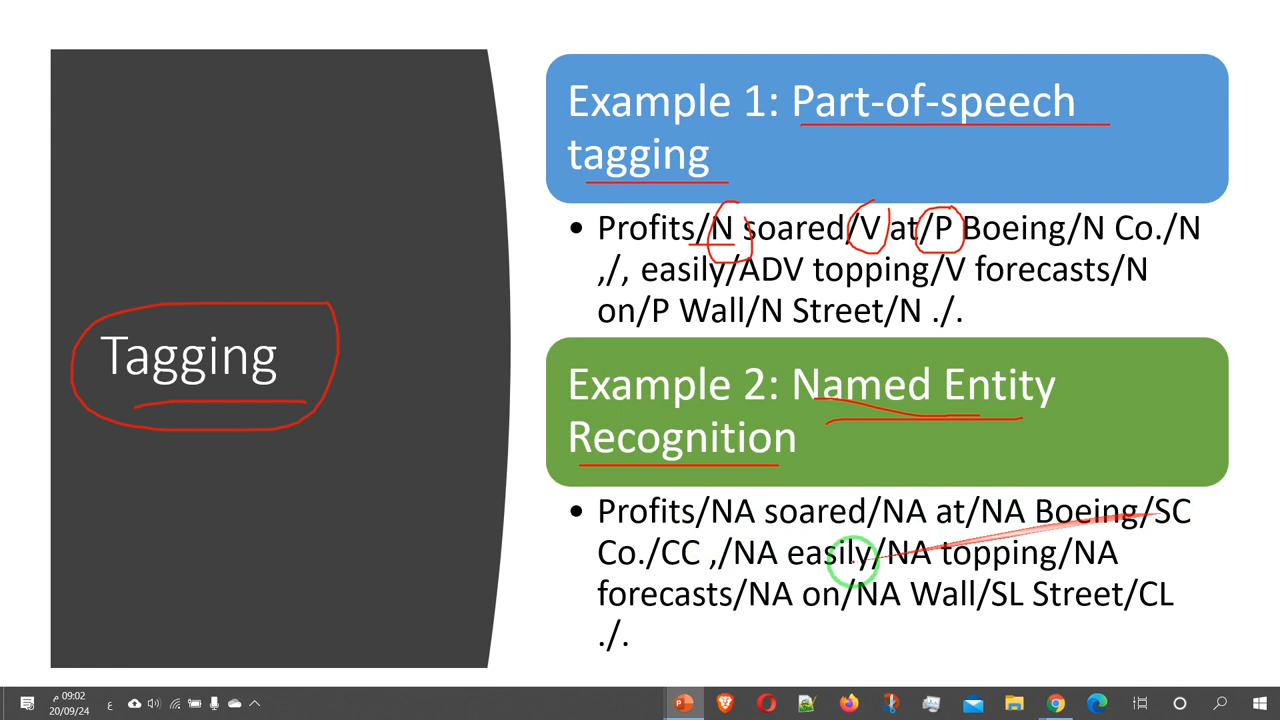 Tagging
Example 1: Part-of-speech
tagging
• Profits/N soared/V at/P Boeing/N Co./N
,/, easily/ADV topping/V forecasts/N
on/P Wall/N Street/N ./.
Example 2: Named Entity
Recognition
• Profits/NA soared/NA at/NA Boeing/SC
Co./CC ,/NA easily/NA topping/NA
forecasts/NA on/NA Wall/SL Street/CL
./.
09:02 م
20/09/24
ع